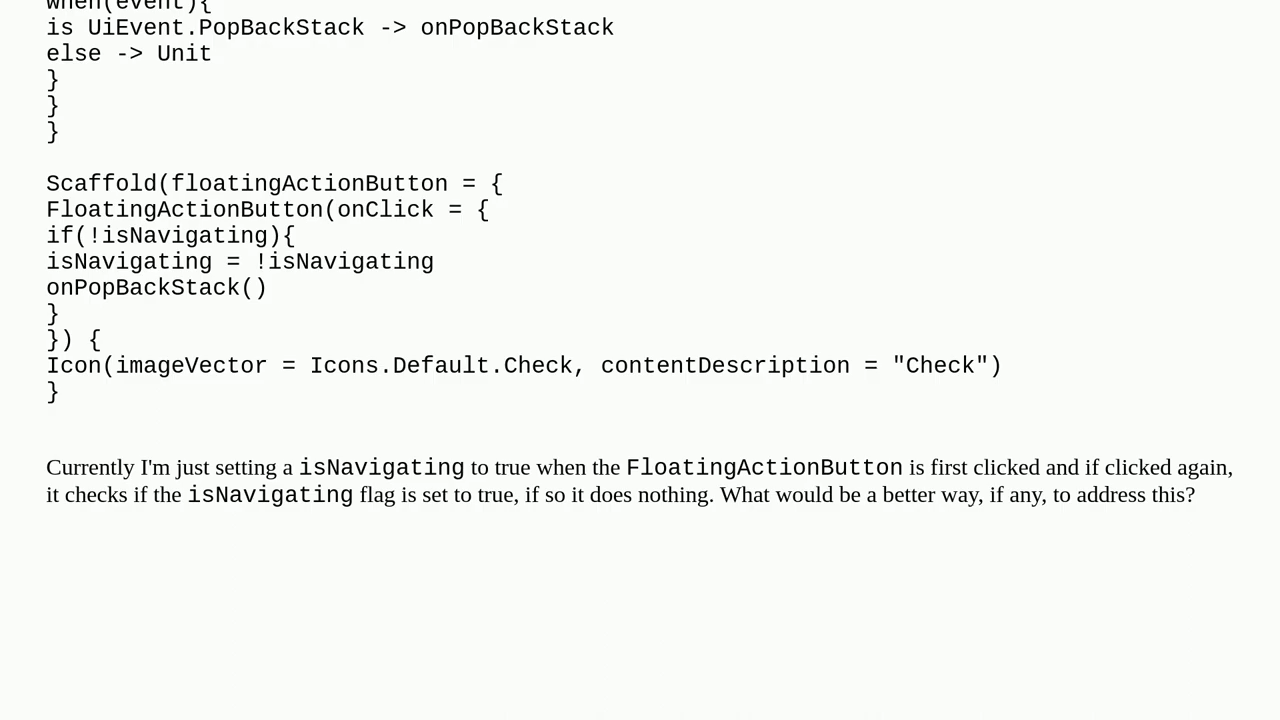 when(event){
is UiEvent.PopBackStack -> onPopBackStack
else -> Unit
}
}
}
Scaffold(floatingActionButton = {
FloatingActionButton(onClick = {
if(!isNavigating){
isNavigating = !isNavigating
onPopBackStack()
}
}) {
Icon(imageVector = Icons.Default.Check, contentDescription = "Check")
}
Currently I'm just setting a isNavigating to true when the FloatingActionButton is first clicked and if clicked again,
it checks if the isNavigating flag is set to true, if so it does nothing. What would be a better way, if any, to address this?